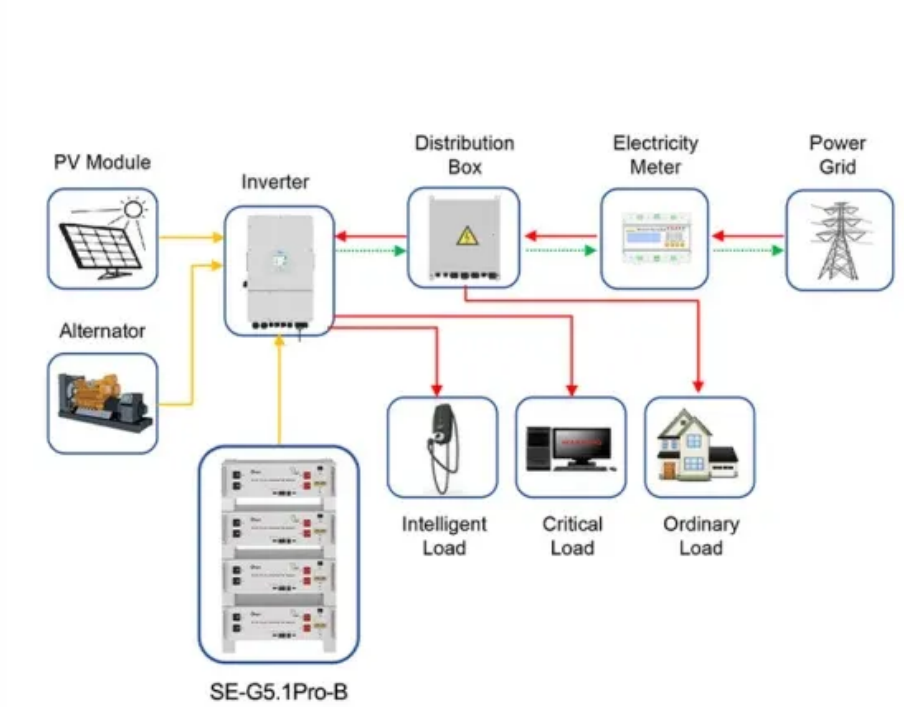 Distribution
Box
Electricity
Meter
Power
Grid
PV Module
Inverter
Alternator
Intelligent
Load
Critical
Load
Ordinary
Load
SE-G5.1Pro-B